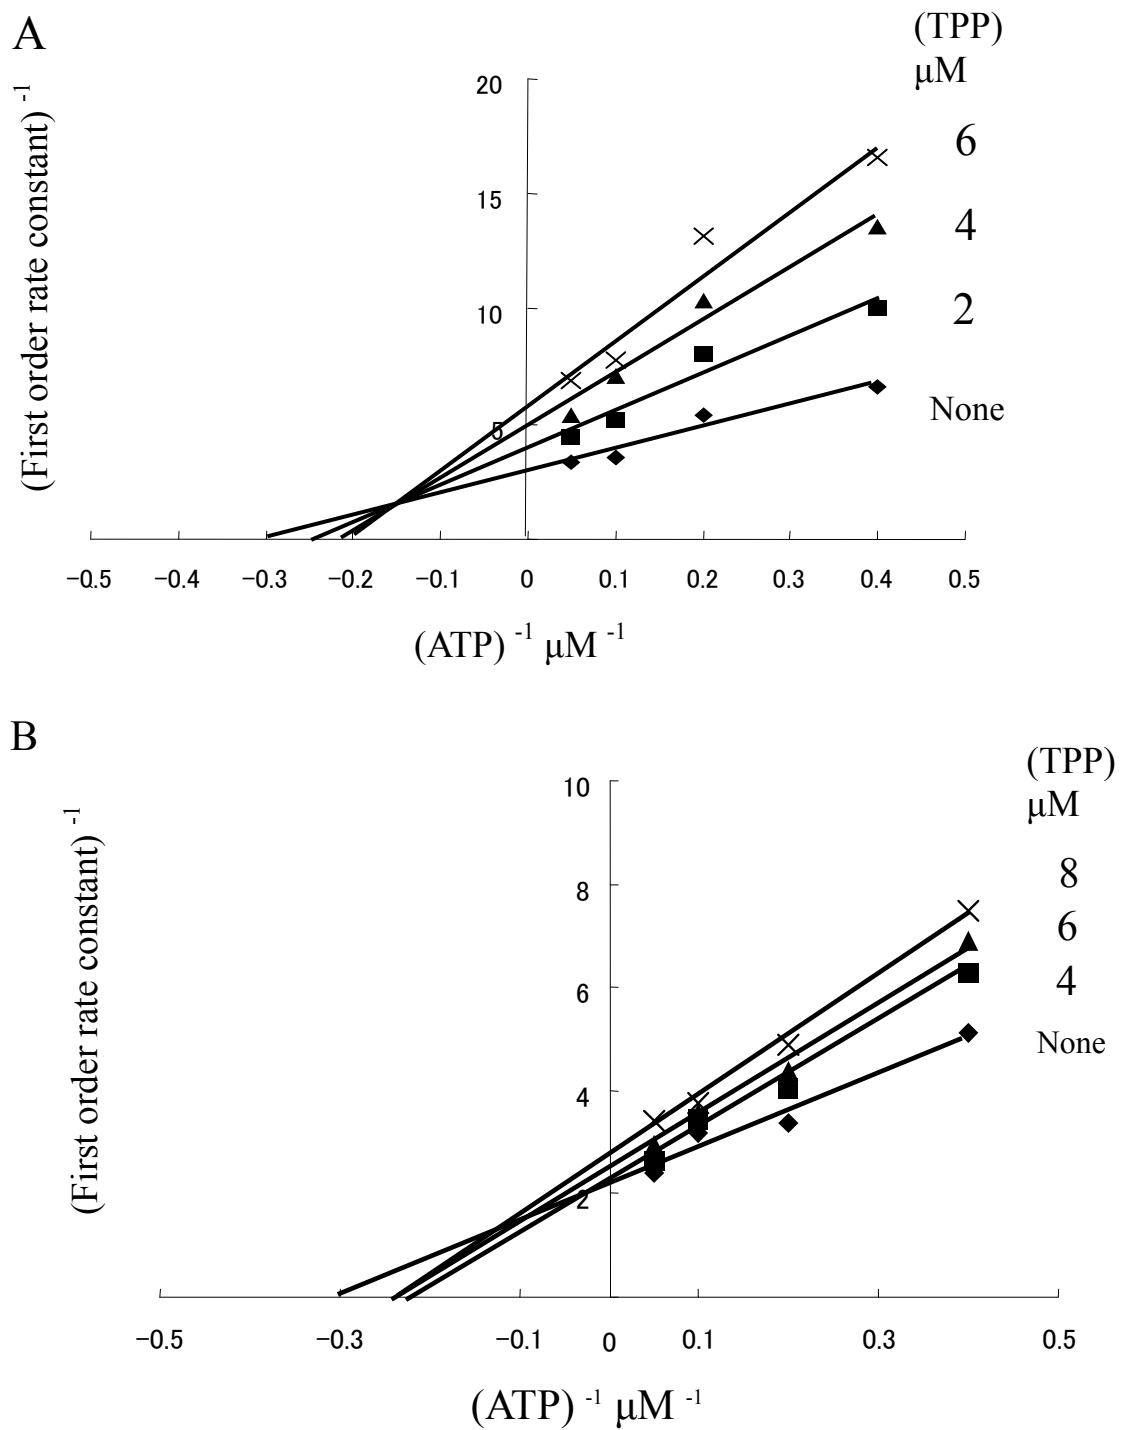 A
(TPP)
μM
6
4
2
None
(First order rate constant) -1
20
15
10
5
−0.5 −0.4 −0.3 −0.2 −0.1 0 0.1 0.2 0.3 0.4 0.5
(ATP) -1 μM -1
B
(TPP)
μM
8
6
4
None
(First order rate constant) -1
10
8
6
4
2
−0.5 −0.3 −0.1 0 0.1 0.3 0.5
(ATP) -1 μM -1